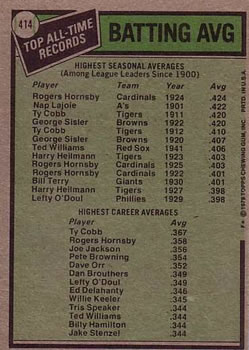 414
TOP ALL-TIME
RECORDS
BATTING AVG
HIGHEST SEASONAL AVERAGES
(Among League Leaders Since 1900)
Player Team Year Avg
Rogers Hornsby Cardinals 1924 .424
Nap Lajoie A's 1901 .422
Ty Cobb Tigers 1911 .420
George Sisler Browns 1922 .420
Ty Cobb Tigers 1912 .410
George Sisler Browns 1920 .407
Ted Williams Red Sox 1941 .406
Harry Heilmann Tigers 1923 .403
Rogers Hornsby Cardinals 1925 .403
Rogers Hornsby Cardinals 1922 .401
Bill Terry Giants 1930 .401
Harry Heilmann Tigers 1927 .398
Lefty O'Doul Phillies 1929 .398
HIGHEST CAREER AVERAGES
Player Avg
Ty Cobb .367
Rogers Hornsby .358
Joe Jackson .356
Pete Browning .354
Dave Orr .352
Dan Brouthers .349
Lefty O'Doul .349
Ed Delahanty .346
Willie Keeler .345
Tris Speaker .344
Ted Williams .344
Billy Hamilton .344
Jake Stenzel .344
F* © 1979 TOPPS CHEWING GUM, INC. PRTD. IN U.S.A.